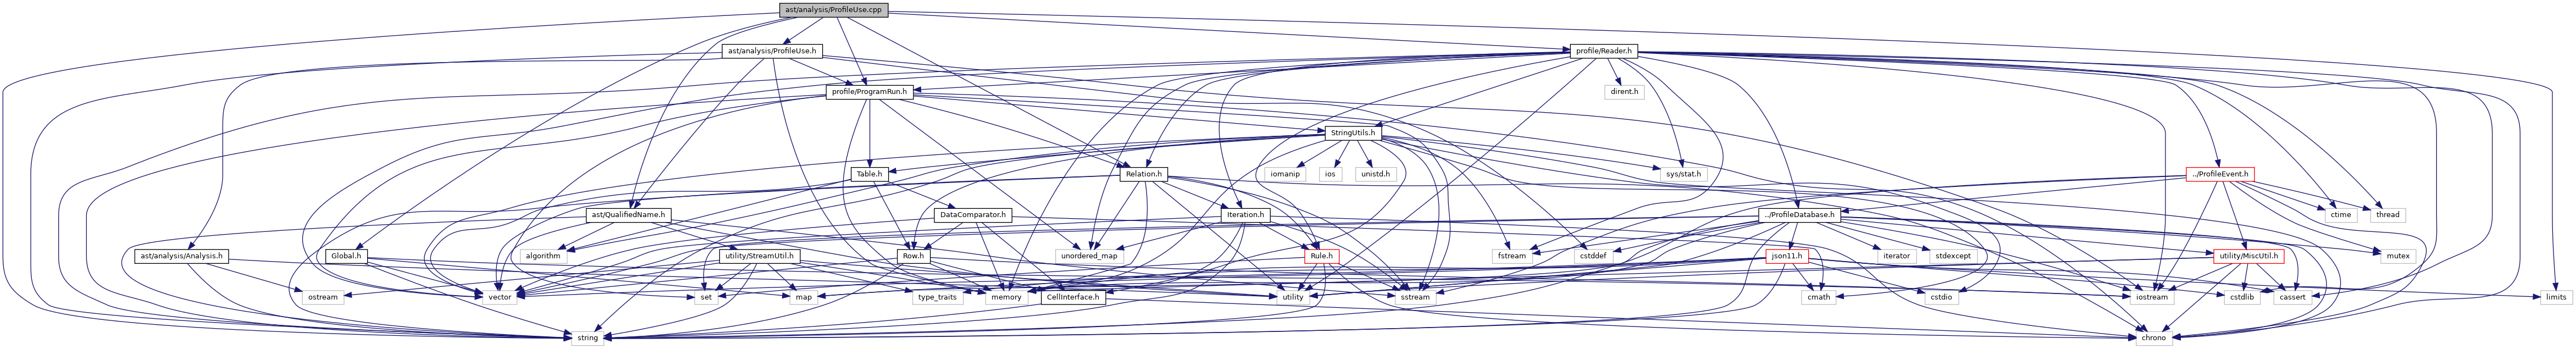 ast/analysis/ProfileUse.cpp
ast/analysis/ProfileUse.h
profile/Reader.h
profile/ProgramRun.h
dirent.h
StringUtils.h
Table.h
Relation.h
iomanip
ios
unistd.h
sys/stat.h
../ProfileEvent.h
ast/QualifiedName.h
DataComparator.h
Iteration.h
../ProfileDatabase.h
ctime
thread
ast/analysis/Analysis.h
Global.h
algorithm
utility/StreamUtil.h
Row.h
unordered_map
Rule.h
fstream
cstddef
json11.h
iterator
stdexcept
utility/MiscUtil.h
mutex
ostream
vector
set
map
type_traits
memory
CellInterface.h
utility
sstream
cmath
cstdio
iostream
cstdlib
cassert
limits
string
chrono